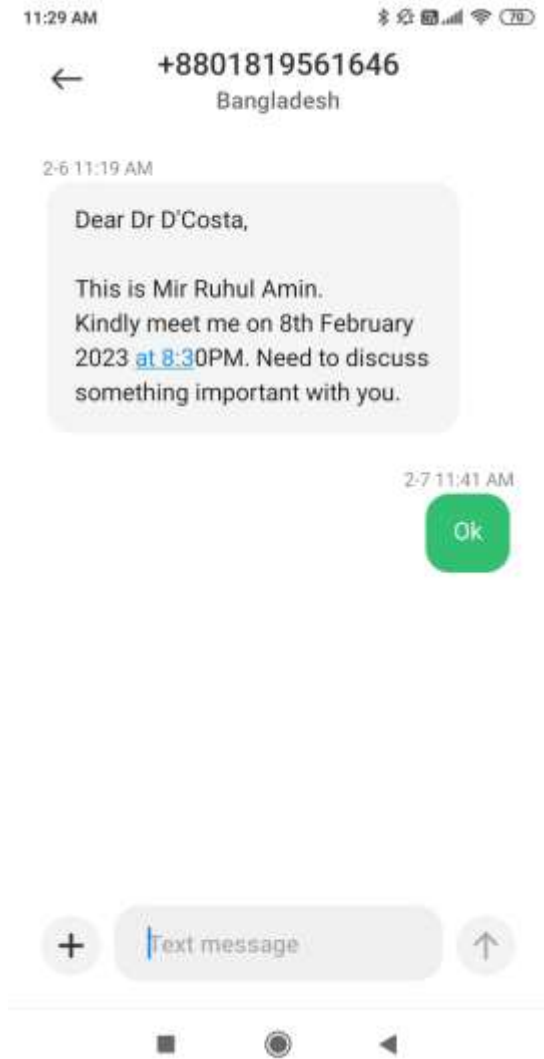 11:29 AM
70
+8801819561646
Bangladesh
2-6 11:19 AM
Dear Dr D'Costa,
This is Mir Ruhul Amin.
Kindly meet me on 8th February
2023 at 8:30PM. Need to discuss
something important with you.
2-7 11:41 AM
Ok
Text message